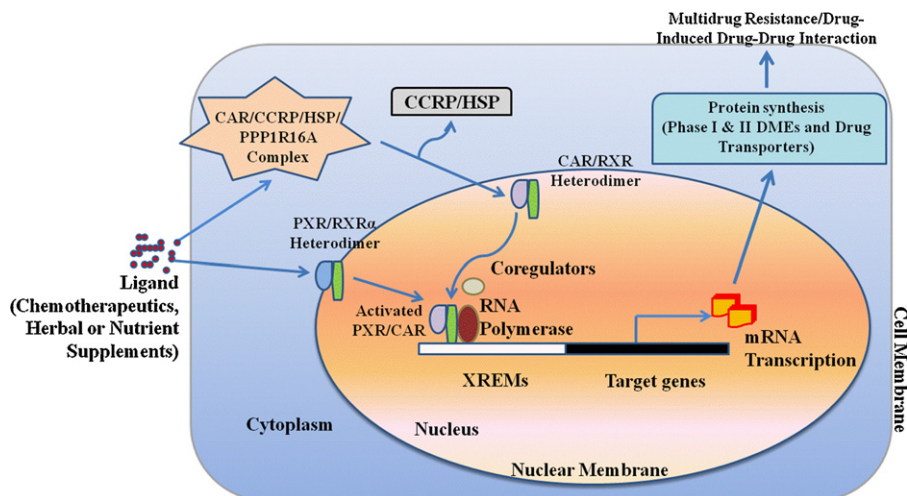 Multidrug Resistance/Drug-
Induced Drug-Drug Interaction
CAR/CCRP/HSP/
PPP1R16A
Complex
CCRP/HSP
Protein synthesis
(Phase I & II DMEs and Drug
Transporters)
CAR/RXR
Heterodimer
PXR/RXRα
Heterodimer
Ligand
(Chemotherapeutics,
Herbal or Nutrient
Supplements)
Coregulators
Activated
PXR/CAR
RNA
Polymerase
mRNA
Transcription
XREMs
Target genes
Cytoplasm
Nucleus
Nuclear Membrane
Cell Membrane